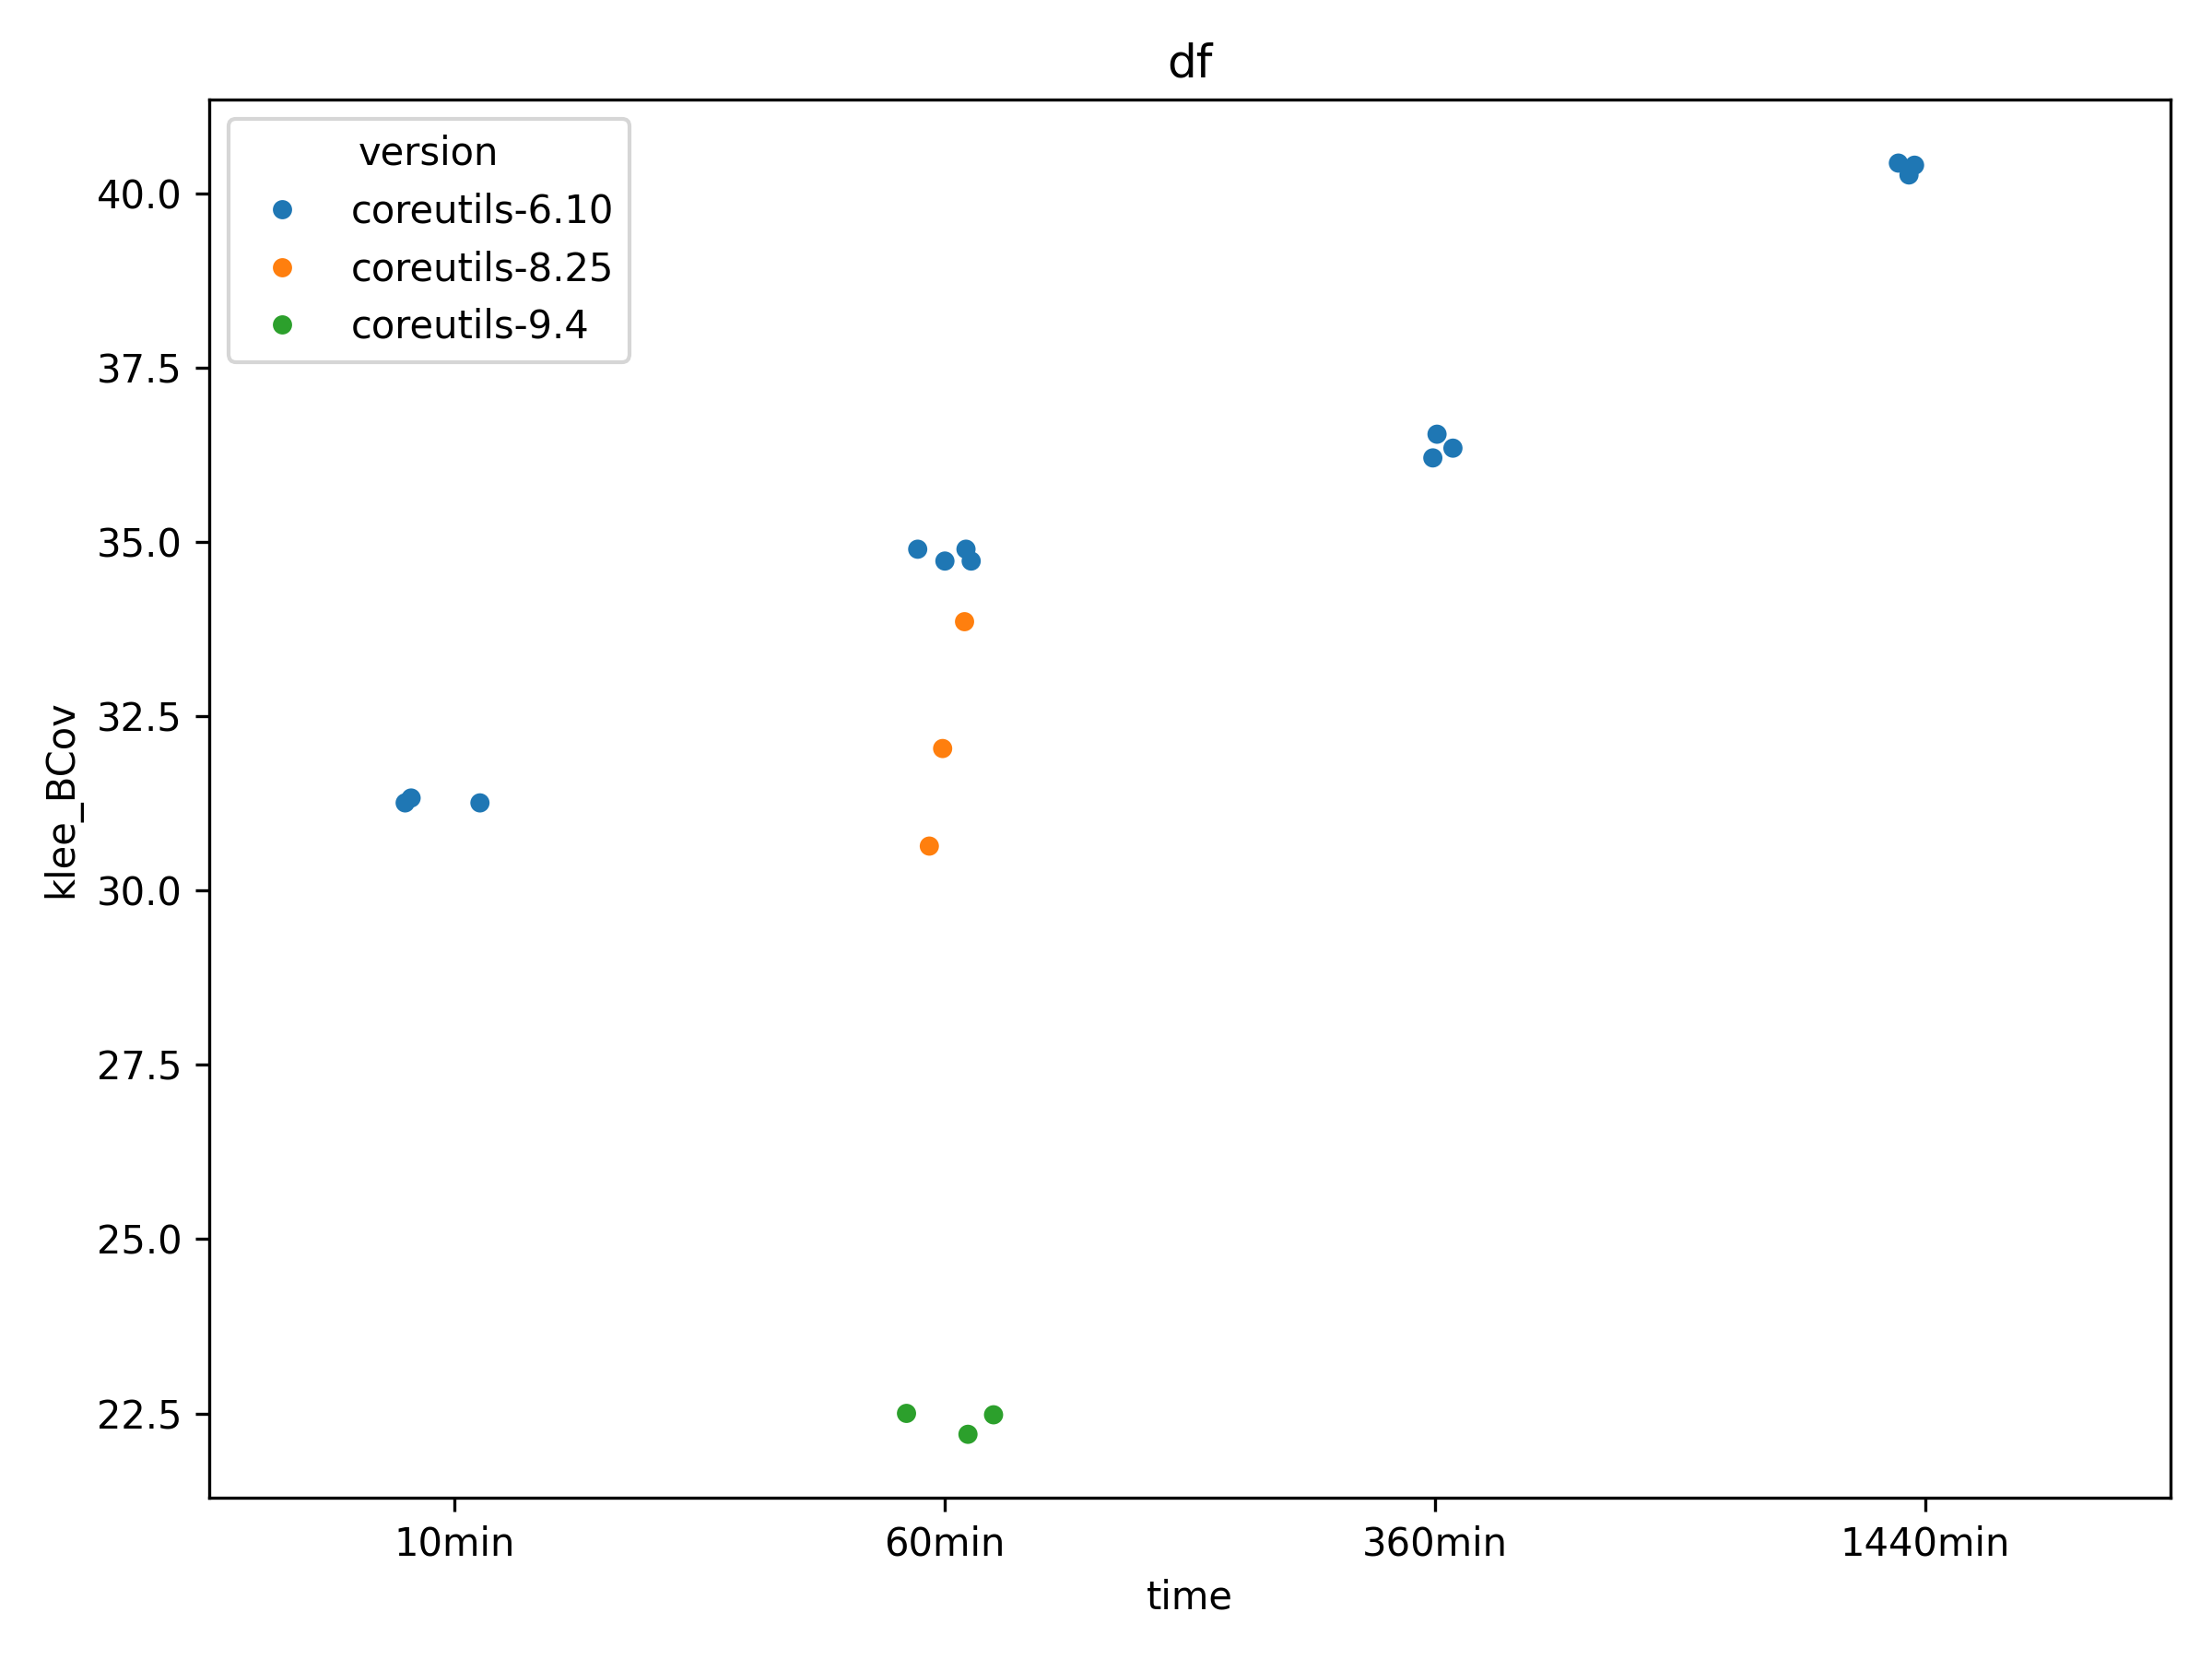 df
version
coreutils-6.10
coreutils-8.25
coreutils-9.4
klee_BCov
40.0
37.5
35.0
32.5
30.0
27.5
25.0
22.5
10min
60min
360min
1440min
time